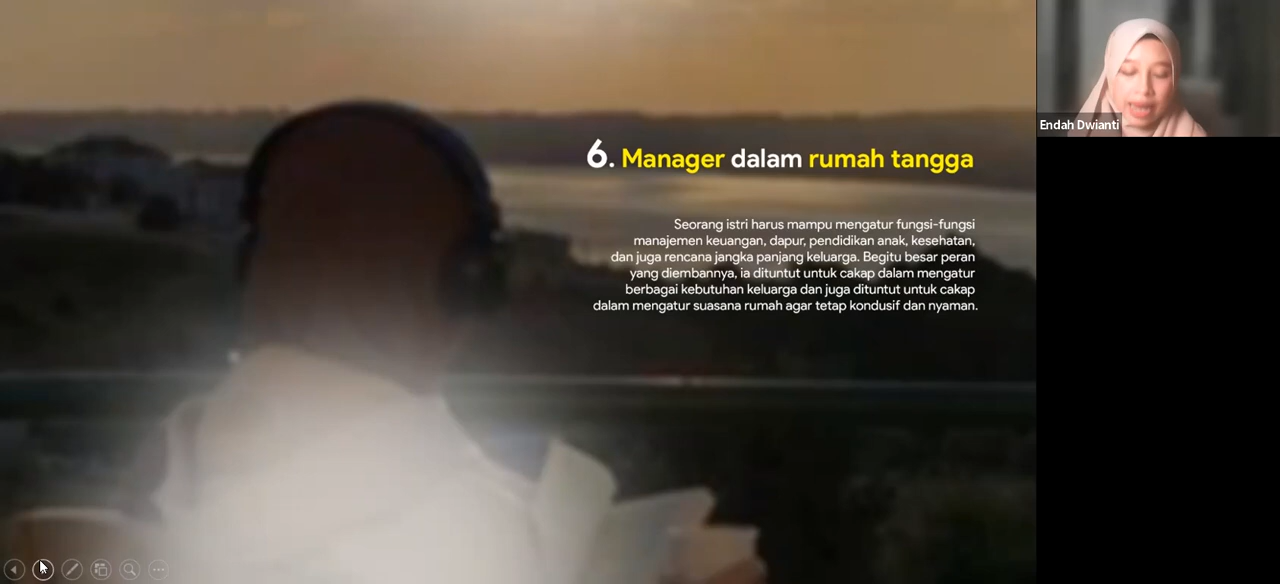 6. Manager dalam rumah tangga
Seorang istri harus mampu mengatur fungsi-fungsi
manajemen keuangan, dapur, pendidikan anak, kesehatan,
dan juga rencana jangka panjang keluarga. Begitu besar peran
yang diembannya, ia dituntut untuk cakap dalam mengatur
berbagai kebutuhan keluarga dan juga dituntut untuk cakap
dalam mengatur suasana rumah agar tetap kondusif dan nyaman.
Endah Dwianti